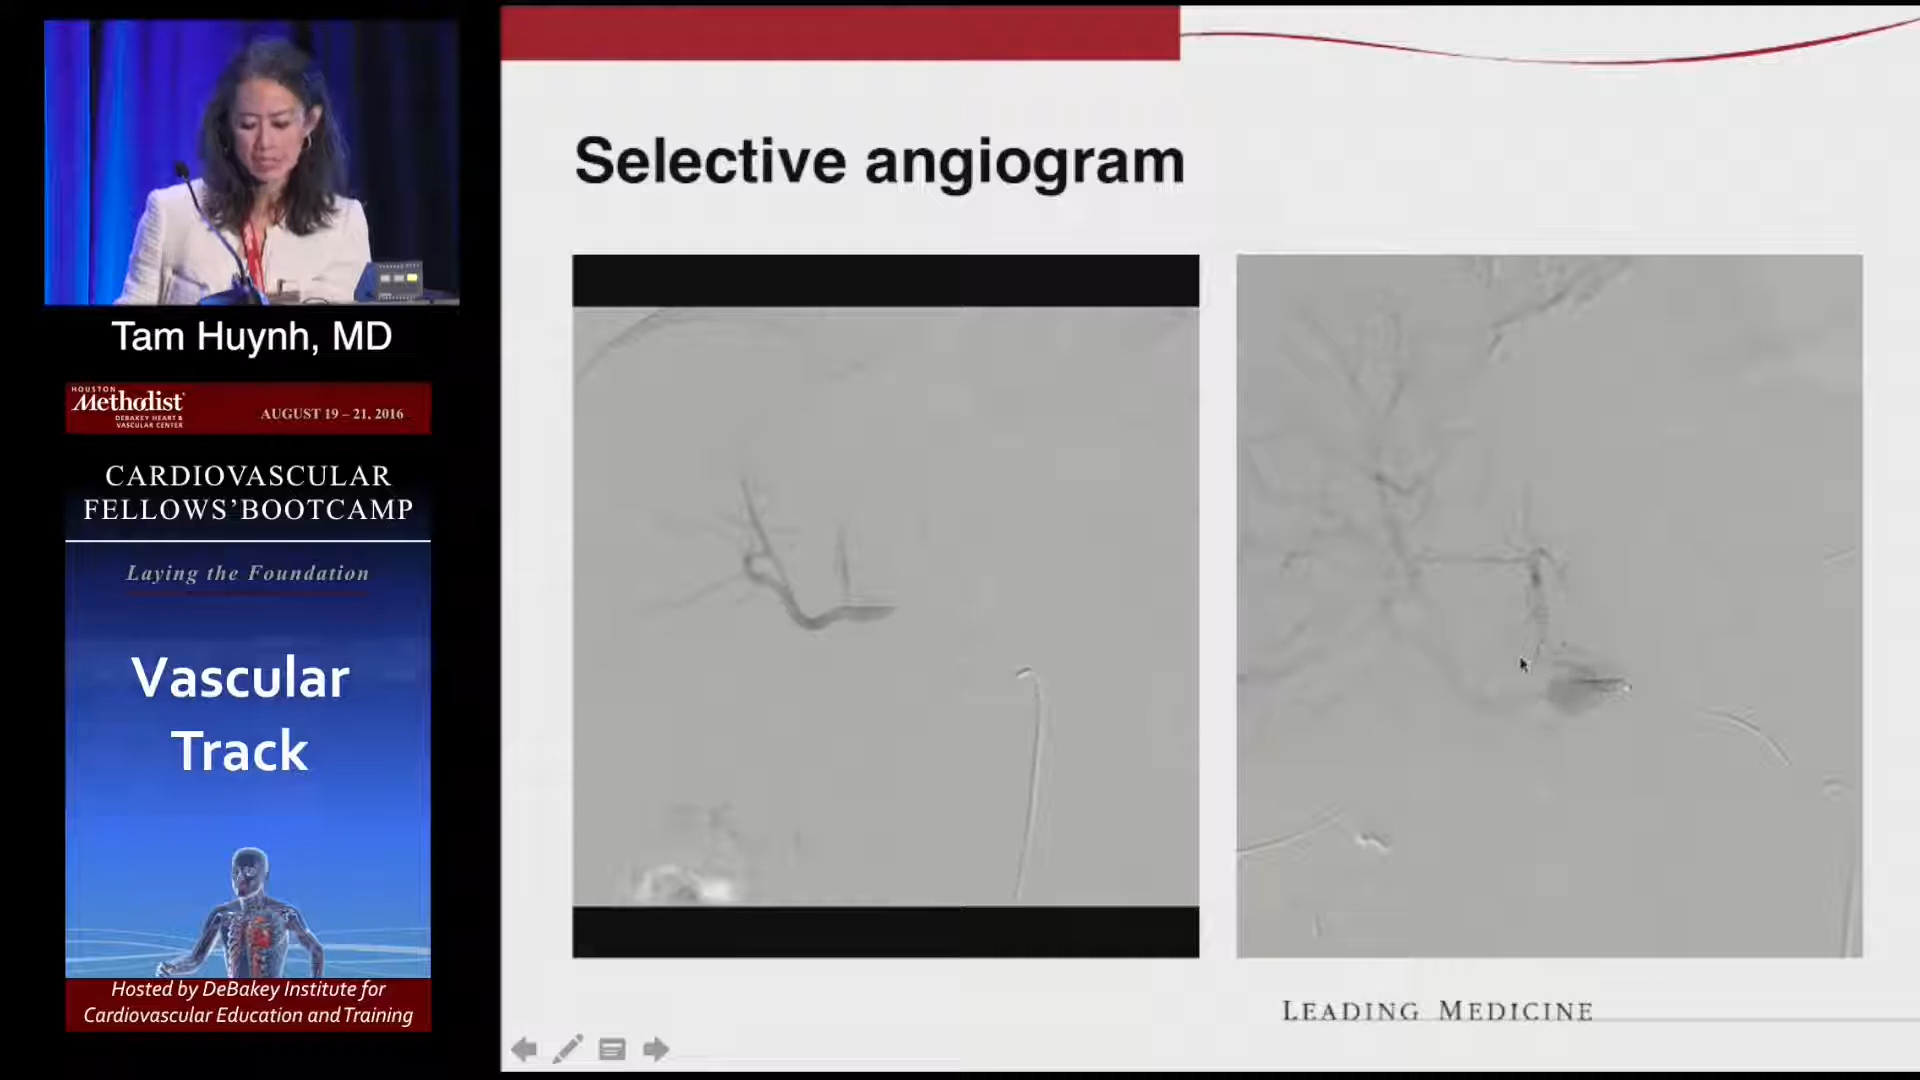 Tam Huynh, MD
HOUSTON
Methodist
DEBAKEY HEART &
VASCULAR CENTER
AUGUST 19 – 21, 2016
CARDIOVASCULAR
FELLOWS’BOOTCAMP
Laying the Foundation
Vascular
Track
Hosted by DeBakey Institute for
Cardiovascular Education and Training
Selective angiogram
LEADING MEDICINE